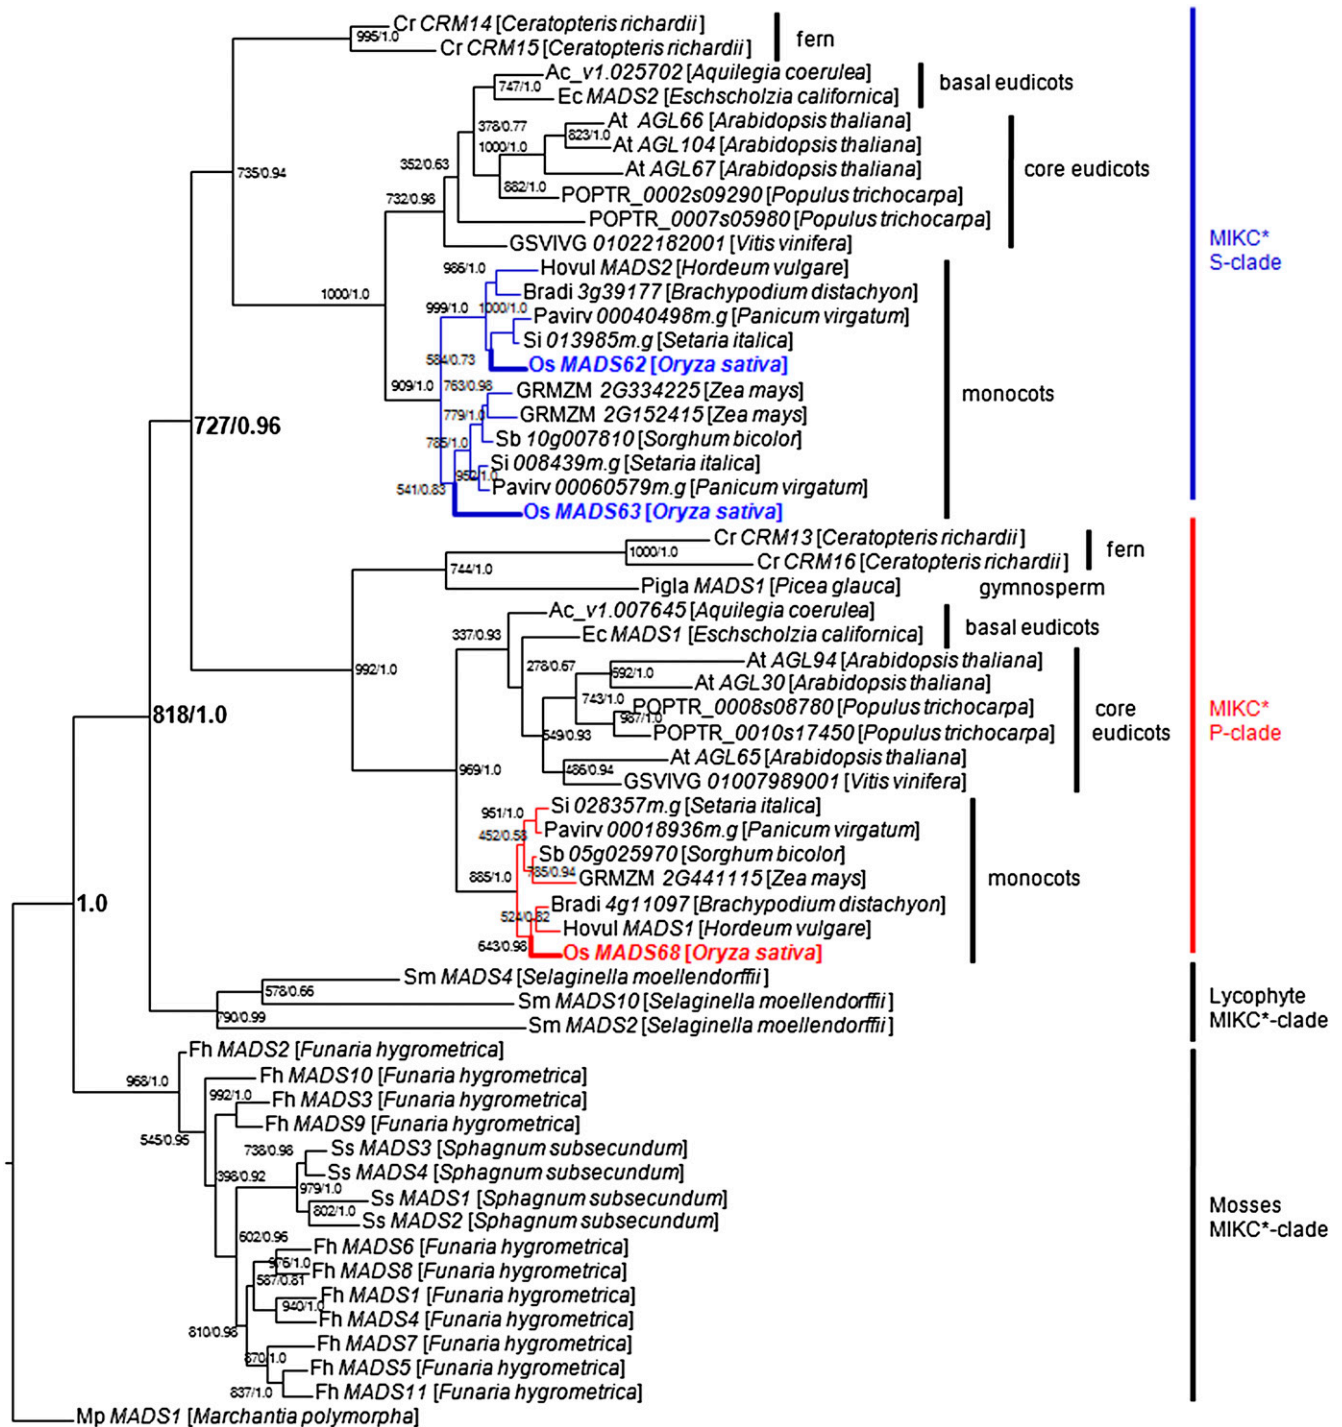 Cr CRM14 [Ceratopteris richardii]
995/1.0
Cr CRM15 [Ceratopteris richardii]
fern
Ac_v1.025702 [Aquilegia coerulea]
747/1.0
Ec MADS2 [Eschscholzia californica]
basal eudicots
378/0.77
At AGL66 [Arabidopsis thaliana]
823/1.0
1000/1.0
At AGL104 [Arabidopsis thaliana]
352/0.63
At AGL67 [Arabidopsis thaliana]
core eudicots
735/0.94
882/1.0
732/0.98
POPTR_0002s09290 [Populus trichocarpa]
POPTR_0007s05980 [Populus trichocarpa]
GSVIVG 01022182001 [Vitis vinifera]
MIKC*
S-clade
986/1.0
Hovul MADS2 [Hordeum vulgare]
1000/1.0
Bradi 3g39177 [Brachypodium distachyon]
999/1.0
1000/1.0
Pavirv 00040498m.g [Panicum virgatum]
Si 013985m.g [Setaria italica]
584/0.73
Os MADS62 [Oryza sativa]
909/1.0
763/0.98
GRMZM 2G334225 [Zea mays]
monocots
779/1.0
GRMZM 2G152415 [Zea mays]
727/0.96
785/1.0
Sb 10g007810 [Sorghum bicolor]
Si 008439m.g [Setaria italica]
952/1.0
541/0.83
Pavirv 00060579m.g [Panicum virgatum]
Os MADS63 [Oryza sativa]
Cr CRM13 [Ceratopteris richardii]
1000/1.0
fern
744/1.0
Cr CRM16 [Ceratopteris richardii]
Pigla MADS1 [Picea glauca]
gymnosperm
Ac_v1.007645 [Aquilegia coerulea]
337/0.93
Ec MADS1 [Eschscholzia californica]
basal eudicots
992/1.0
278/0.67
At AGL94 [Arabidopsis thaliana]
692/1.0
At AGL30 [Arabidopsis thaliana]
743/1.0
POPTR_0008s08780 [Populus trichocarpa]
core
eudicots
MIKC*
P-clade
818/1.0
987/1.0
POPTR_0010s17450 [Populus trichocarpa]
549/0.93
At AGL65 [Arabidopsis thaliana]
969/1.0
486/0.94
GSVIVG 01007989001 [Vitis vinifera]
951/1.0
Si 028357m.g [Setaria italica]
452/0.58
Pavirv 00018936m.g [Panicum virgatum]
Sb 05g025970 [Sorghum bicolor]
885/1.0
785/0.94
GRMZM 2G441115 [Zea mays]
monocots
1.0
Bradi 4g11097 [Brachypodium distachyon]
524/0.82
Hovul MADS1 [Hordeum vulgare]
643/0.98
Os MADS68 [Oryza sativa]
Sm MADS4 [Selaginella moellendorffii]
578/0.66
Sm MADS10 [Selaginella moellendorffii]
Lycophyte
MIKC*-clade
790/0.99
Sm MADS2 [Selaginella moellendorffii]
Fh MADS2 [Funaria hygrometrica]
968/1.0
Fh MADS10 [Funaria hygrometrica]
992/1.0
Fh MADS3 [Funaria hygrometrica]
Fh MADS9 [Funaria hygrometrica]
545/0.95
738/0.98
Ss MADS3 [Sphagnum subsecundum]
398/0.92
Ss MADS4 [Sphagnum subsecundum]
979/1.0
Ss MADS1 [Sphagnum subsecundum]
802/1.0
Ss MADS2 [Sphagnum subsecundum]
Mosses
MIKC*-clade
602/0.96
Fh MADS6 [Funaria hygrometrica]
976/1.0
Fh MADS8 [Funaria hygrometrica]
587/0.81
Fh MADS1 [Funaria hygrometrica]
940/1.0
Fh MADS4 [Funaria hygrometrica]
810/0.98
Fh MADS7 [Funaria hygrometrica]
870/1.0
Fh MADS5 [Funaria hygrometrica]
837/1.0
Fh MADS11 [Funaria hygrometrica]
Mp MADS1 [Marchantia polymorpha]